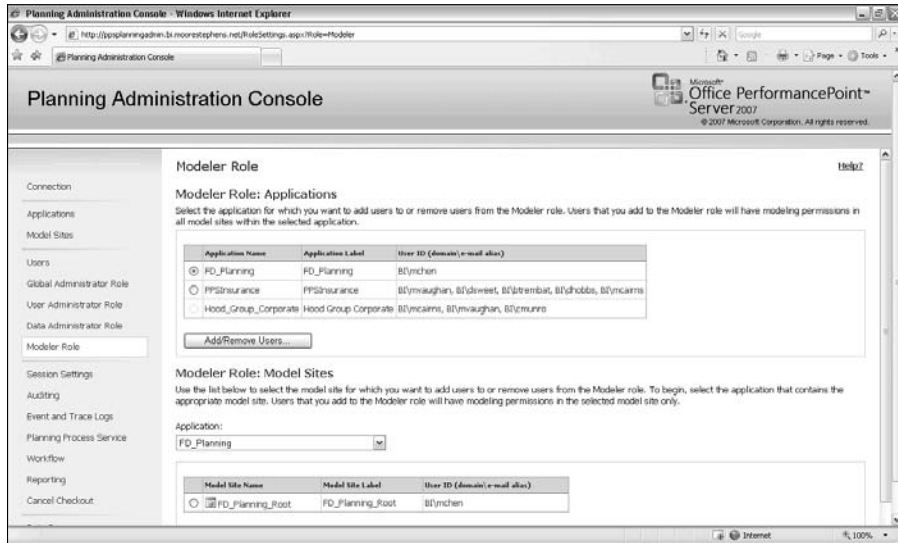 Planning Administration Console - Windows Internet Explorer
http://ppsplanningadmin.bi.moorestephens.net/RoleSettings.aspx?Role=Modeler
Google
Planning Administration Console
Page
Tools
Planning Administration Console
Microsoft
Office PerformancePoint
Server 2007
© 2007 Microsoft Corporation. All rights reserved.
Modeler Role
Help?
Connection
Applications
Model Sites
Users
Global Administrator Role
User Administrator Role
Data Administrator Role
Modeler Role
Session Settings
Auditing
Event and Trace Logs
Planning Process Service
Workflow
Reporting
Cancel Checkout
Modeler Role: Applications
Select the application for which you want to add users to or remove users from the Modeler role. Users that you add to the Modeler role will have modeling permissions in
all model sites within the selected application.
Application Name Application Label User ID (domain\e-mail alias)
FD_Planning FD_Planning BI\mchen
PPSInsurance PPSInsurance BI\mvaughan, BI\dsweet, BI\btrembat, BI\dhobbs, BI\mcairns
Hood_Group_Corporate Hood Group Corporate BI\mcairns, BI\mvaughan, BI\cmunro
Add/Remove Users...
Modeler Role: Model Sites
Use the list below to select the model site for which you want to add users to or remove users from the Modeler role. To begin, select the application that contains the
appropriate model site. Users that you add to the Modeler role will have modeling permissions in the selected model site only.
Application:
FD_Planning
Model Site Name Model Site Label User ID (domain\e-mail alias)
FD_Planning_Root FD_Planning_Root BI\mchen
Internet
100%